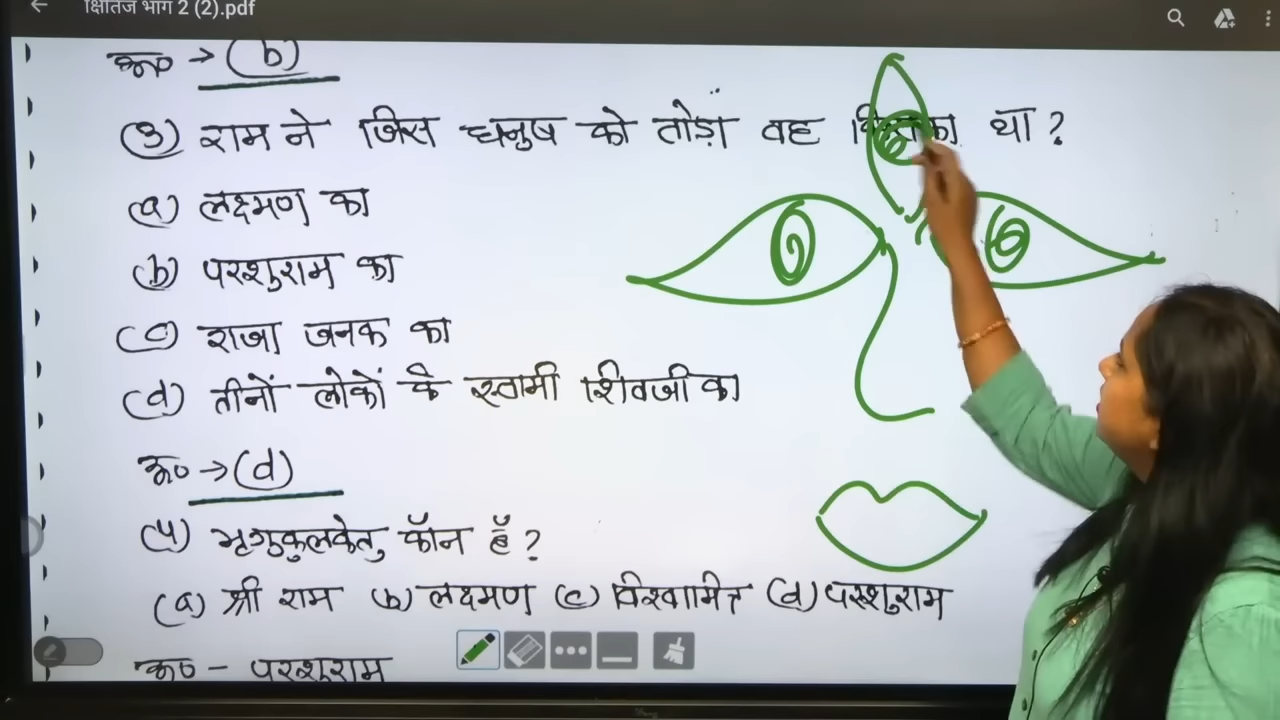 क्षितिज भाग 2 (2).pdf
उ० → (b)
(3) राम ने जिस धनुष को तोड़ा वह किसका था ?
(a) लक्ष्मण का
(b) परशुराम का
(c) राजा जनक का
(d) तीनों लोकों के स्वामी शिवजी का
उ० → (d)
(4) भृगुकुलकेतु कौन हैं ?
(a) श्री राम (b) लक्ष्मण (c) विश्वामित्र (d) परशुराम
उ० - परशुराम